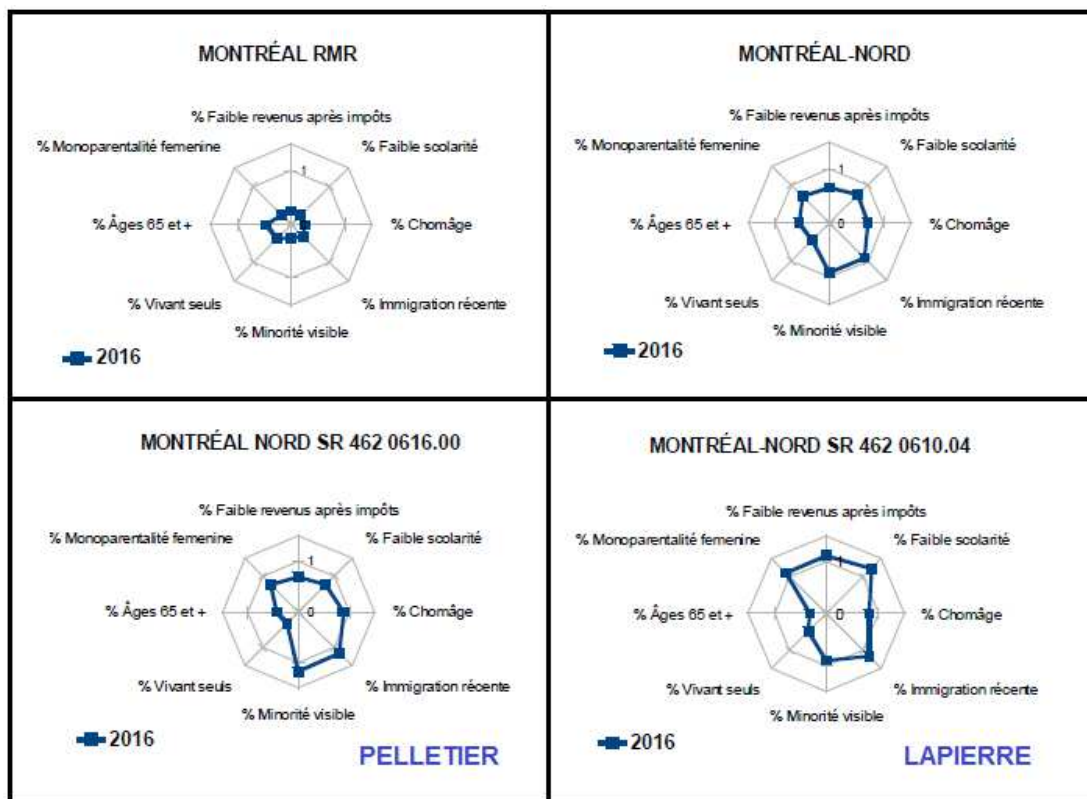 MONTRÉAL RMR
% Faible revenus après impôts
% Monoparentalité femenine
% Faible scolarité
1
% Âges 65 et +
% Chomâge
% Vivant seuls
% Immigration récente
% Minorité visible
2016
MONTRÉAL-NORD
% Faible revenus après impôts
% Monoparentalité femenine
% Faible scolarité
1
% Âges 65 et +
0
% Chomâge
% Vivant seuls
% Immigration récente
% Minorité visible
2016
MONTRÉAL NORD SR 462 0616.00
% Faible revenus après impôts
% Monoparentalité femenine
% Faible scolarité
1
% Âges 65 et +
0
% Chomâge
% Vivant seuls
% Immigration récente
% Minorité visible
2016
PELLETIER
MONTRÉAL-NORD SR 462 0610.04
% Faible revenus après impôts
% Monoparentalité femenine
% Faible scolarité
1
% Âges 65 et +
0
% Chomâge
% Vivant seuls
% Immigration récente
% Minorité visible
2016
LAPIERRE